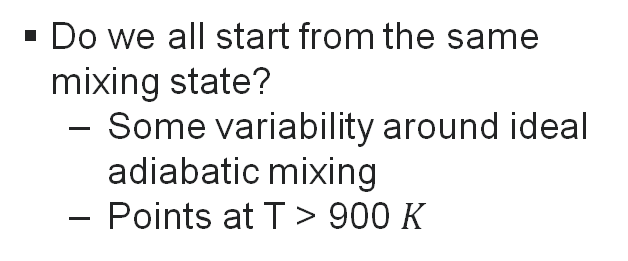 ▪ Do we all start from the same
mixing state?
– Some variability around ideal
adiabatic mixing
– Points at T > 900 K